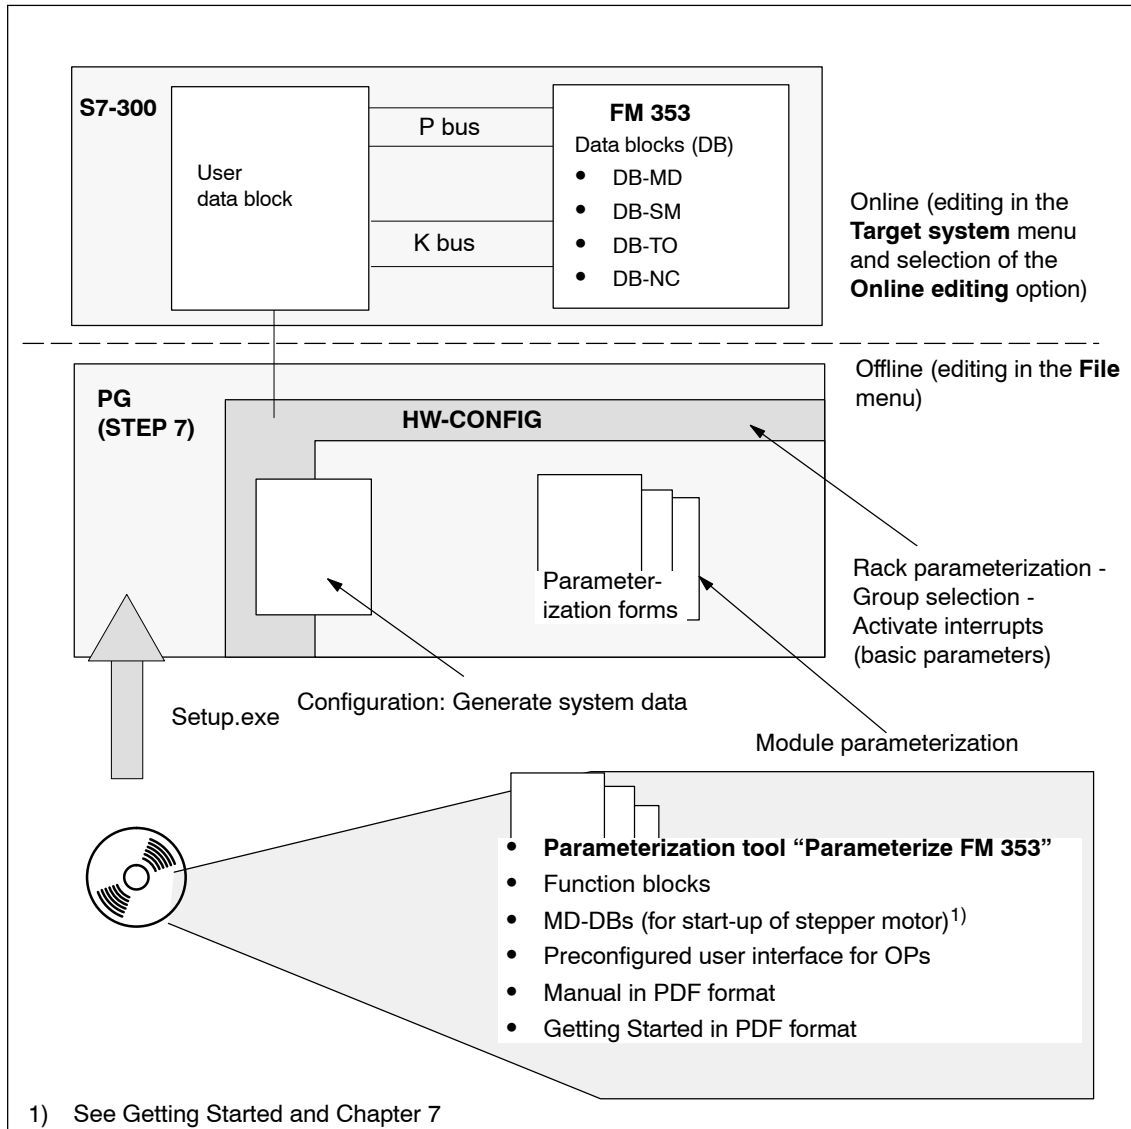 S7-300
User
data block
P bus
K bus
FM 353
Data blocks (DB)
• DB-MD
• DB-SM
• DB-TO
• DB-NC
Online (editing in the
Target system menu
and selection of the
Online editing option)
Offline (editing in the File
menu)
PG
(STEP 7)
HW-CONFIG
Parameter-
ization forms
Rack parameterization -
Group selection -
Activate interrupts
(basic parameters)
Setup.exe
Configuration: Generate system data
Module parameterization
• Parameterization tool “Parameterize FM 353”
• Function blocks
• MD-DBs (for start-up of stepper motor)1)
• Preconfigured user interface for OPs
• Manual in PDF format
• Getting Started in PDF format
1) See Getting Started and Chapter 7